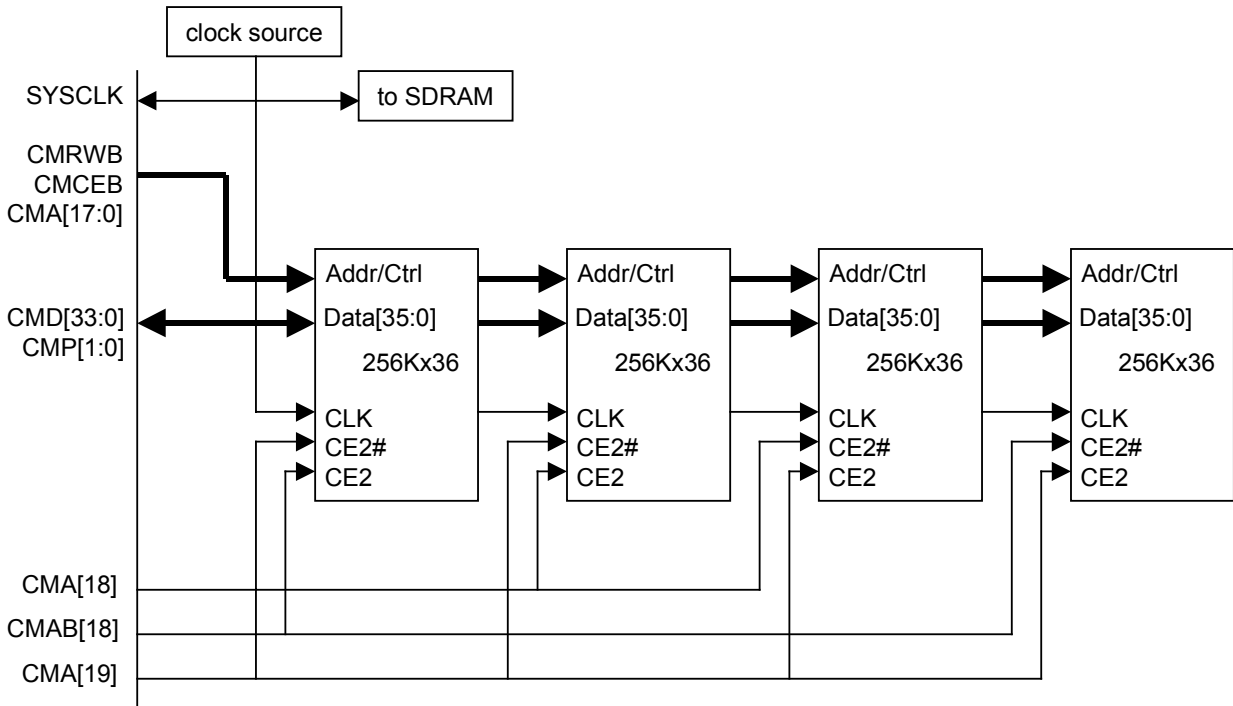 clock source
SYSCLK
to SDRAM
CMRWB
CMCEB
CMA[17:0]
CMD[33:0]
CMP[1:0]
Addr/Ctrl
Data[35:0]
256Kx36
CLK
CE2#
CE2
Addr/Ctrl
Data[35:0]
256Kx36
CLK
CE2#
CE2
Addr/Ctrl
Data[35:0]
256Kx36
CLK
CE2#
CE2
Addr/Ctrl
Data[35:0]
256Kx36
CLK
CE2#
CE2
CMA[18]
CMAB[18]
CMA[19]